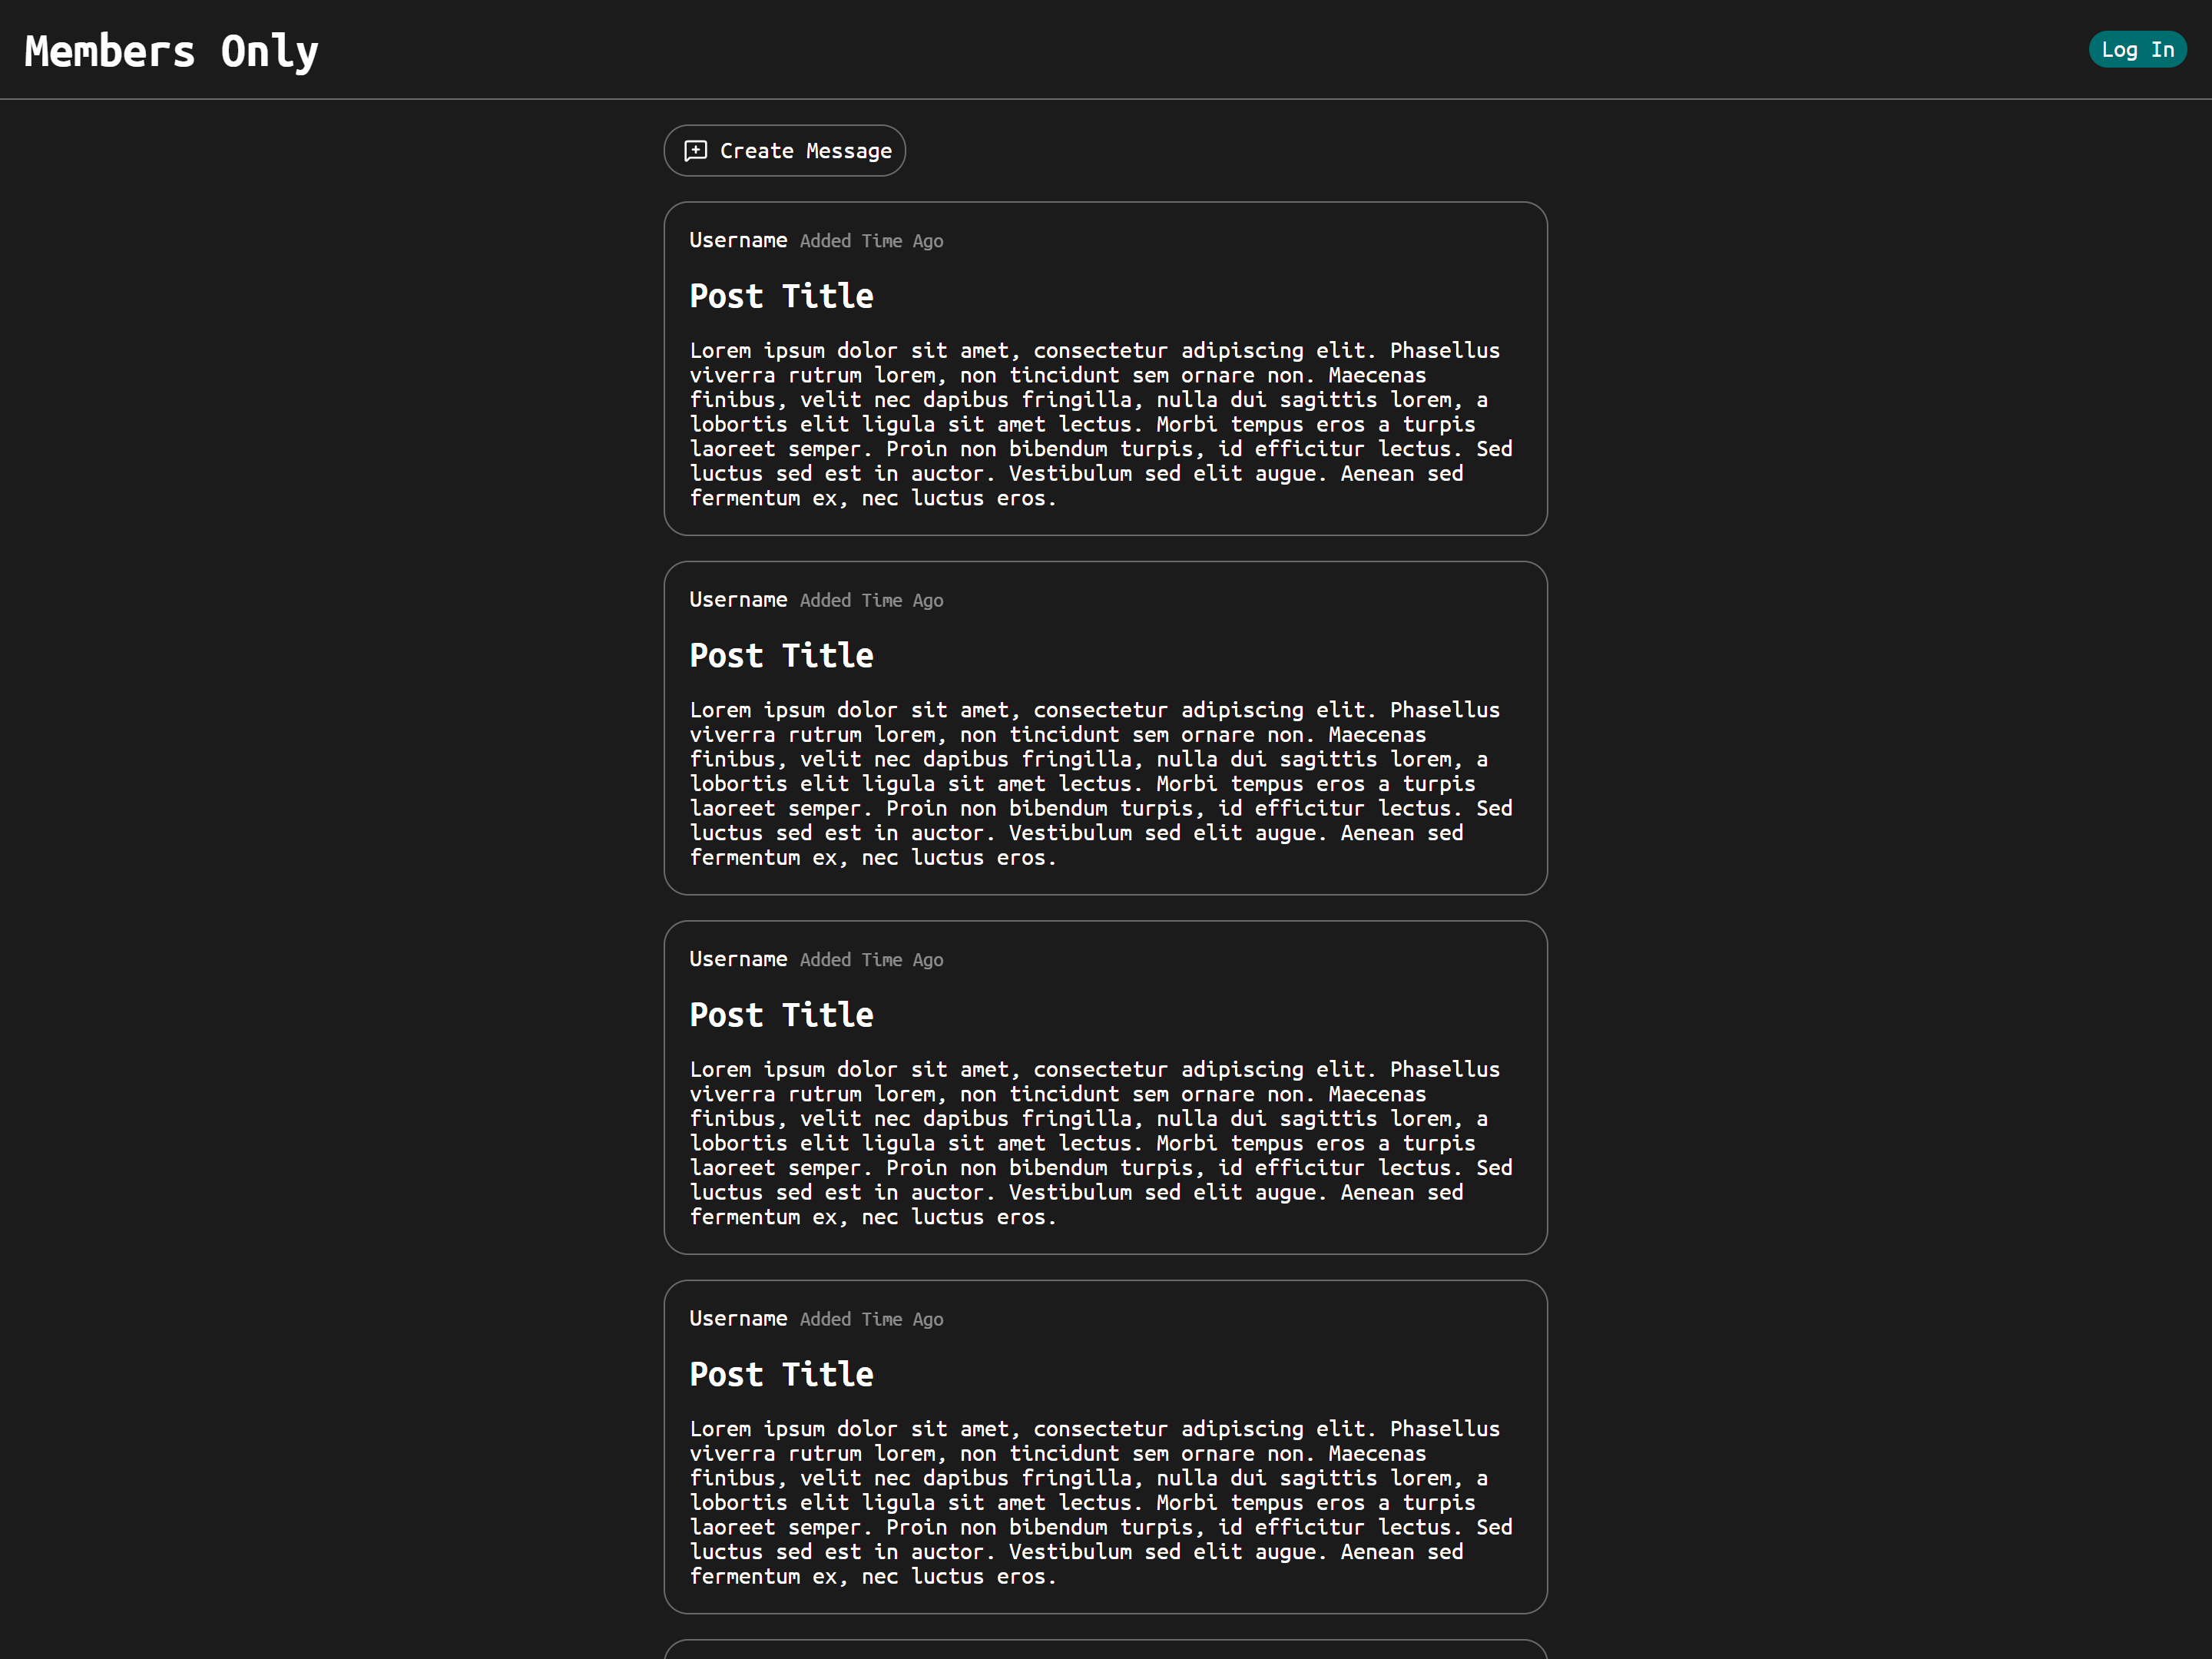 Members Only
Log In
Create Message
Username Added Time Ago
Post Title
Lorem ipsum dolor sit amet, consectetur adipiscing elit. Phasellus
viverra rutrum lorem, non tincidunt sem ornare non. Maecenas
finibus, velit nec dapibus fringilla, nulla dui sagittis lorem, a
lobortis elit ligula sit amet lectus. Morbi tempus eros a turpis
laoreet semper. Proin non bibendum turpis, id efficitur lectus. Sed
luctus sed est in auctor. Vestibulum sed elit augue. Aenean sed
fermentum ex, nec luctus eros.
Username Added Time Ago
Post Title
Lorem ipsum dolor sit amet, consectetur adipiscing elit. Phasellus
viverra rutrum lorem, non tincidunt sem ornare non. Maecenas
finibus, velit nec dapibus fringilla, nulla dui sagittis lorem, a
lobortis elit ligula sit amet lectus. Morbi tempus eros a turpis
laoreet semper. Proin non bibendum turpis, id efficitur lectus. Sed
luctus sed est in auctor. Vestibulum sed elit augue. Aenean sed
fermentum ex, nec luctus eros.
Username Added Time Ago
Post Title
Lorem ipsum dolor sit amet, consectetur adipiscing elit. Phasellus
viverra rutrum lorem, non tincidunt sem ornare non. Maecenas
finibus, velit nec dapibus fringilla, nulla dui sagittis lorem, a
lobortis elit ligula sit amet lectus. Morbi tempus eros a turpis
laoreet semper. Proin non bibendum turpis, id efficitur lectus. Sed
luctus sed est in auctor. Vestibulum sed elit augue. Aenean sed
fermentum ex, nec luctus eros.
Username Added Time Ago
Post Title
Lorem ipsum dolor sit amet, consectetur adipiscing elit. Phasellus
viverra rutrum lorem, non tincidunt sem ornare non. Maecenas
finibus, velit nec dapibus fringilla, nulla dui sagittis lorem, a
lobortis elit ligula sit amet lectus. Morbi tempus eros a turpis
laoreet semper. Proin non bibendum turpis, id efficitur lectus. Sed
luctus sed est in auctor. Vestibulum sed elit augue. Aenean sed
fermentum ex, nec luctus eros.